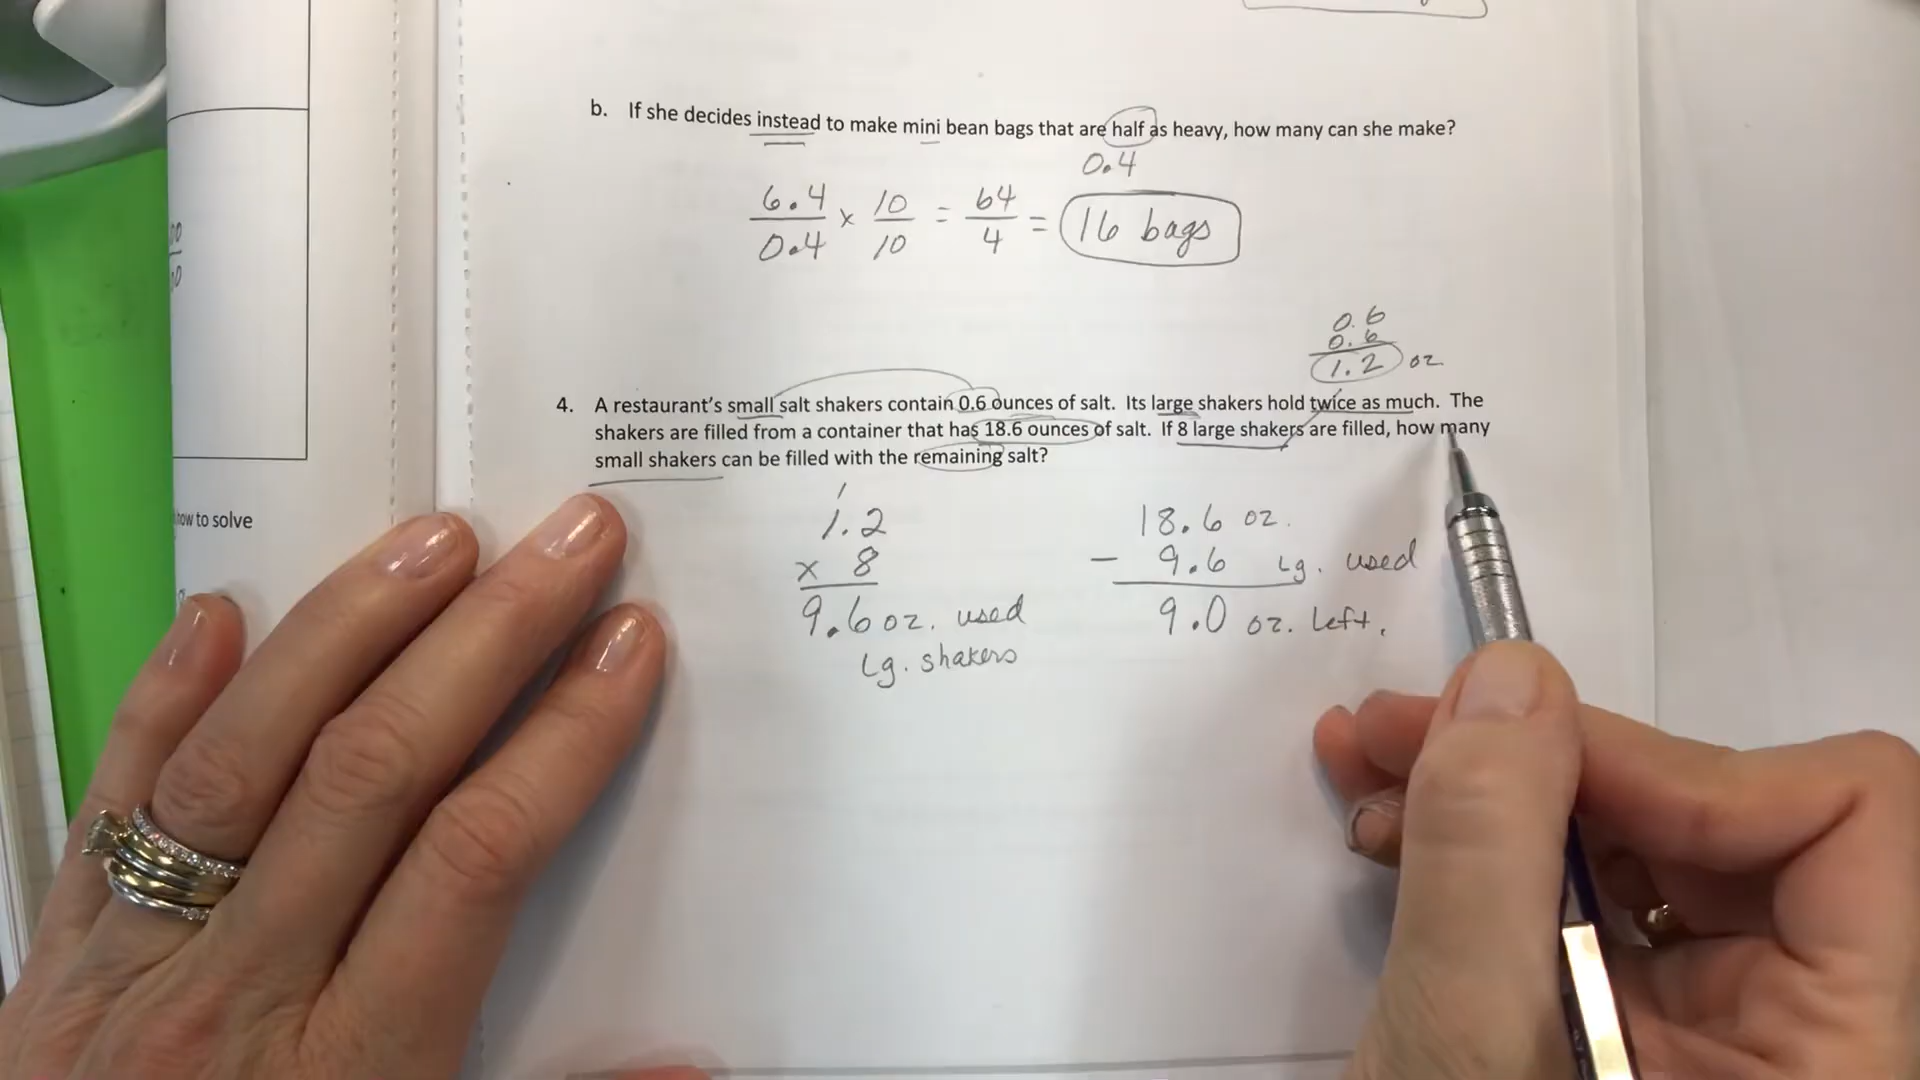 b. If she decides instead to make mini bean bags that are half as heavy, how many can she make?
0.4
6.4 / 0.4 x 10 / 10 = 64 / 4 = 16 bags
0.6
0.6
1.2 oz
4. A restaurant's small salt shakers contain 0.6 ounces of salt. Its large shakers hold twice as much. The
shakers are filled from a container that has 18.6 ounces of salt. If 8 large shakers are filled, how many
small shakers can be filled with the remaining salt?
how to solve
1
1.2
x 8
9.6 oz. used
Lg. shakers
18.6 oz.
- 9.6 Lg. used
9.0 oz. left.